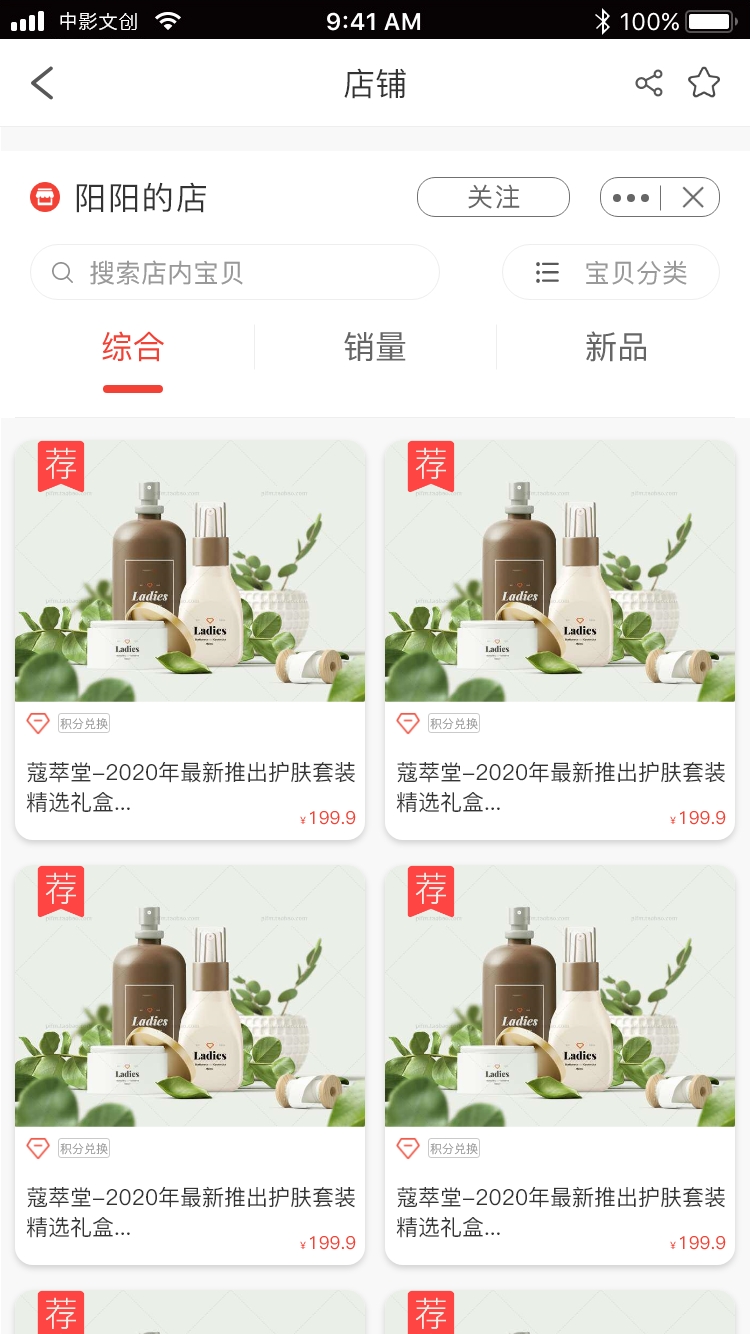 中影文创 9:41 AM 100%
店铺
阳阳的店 关注
搜索店内宝贝 宝贝分类
综合 销量 新品
荐 荐
Ladies Ladies
Ladies Ladies
Ladies Ladies
积分兑换 积分兑换
蔻萃堂-2020年最新推出护肤套装 蔻萃堂-2020年最新推出护肤套装
精选礼盒... 精选礼盒...
¥199.9 ¥199.9
荐 荐
Ladies Ladies
Ladies Ladies
Ladies Ladies
积分兑换 积分兑换
蔻萃堂-2020年最新推出护肤套装 蔻萃堂-2020年最新推出护肤套装
精选礼盒... 精选礼盒...
¥199.9 ¥199.9
荐 荐